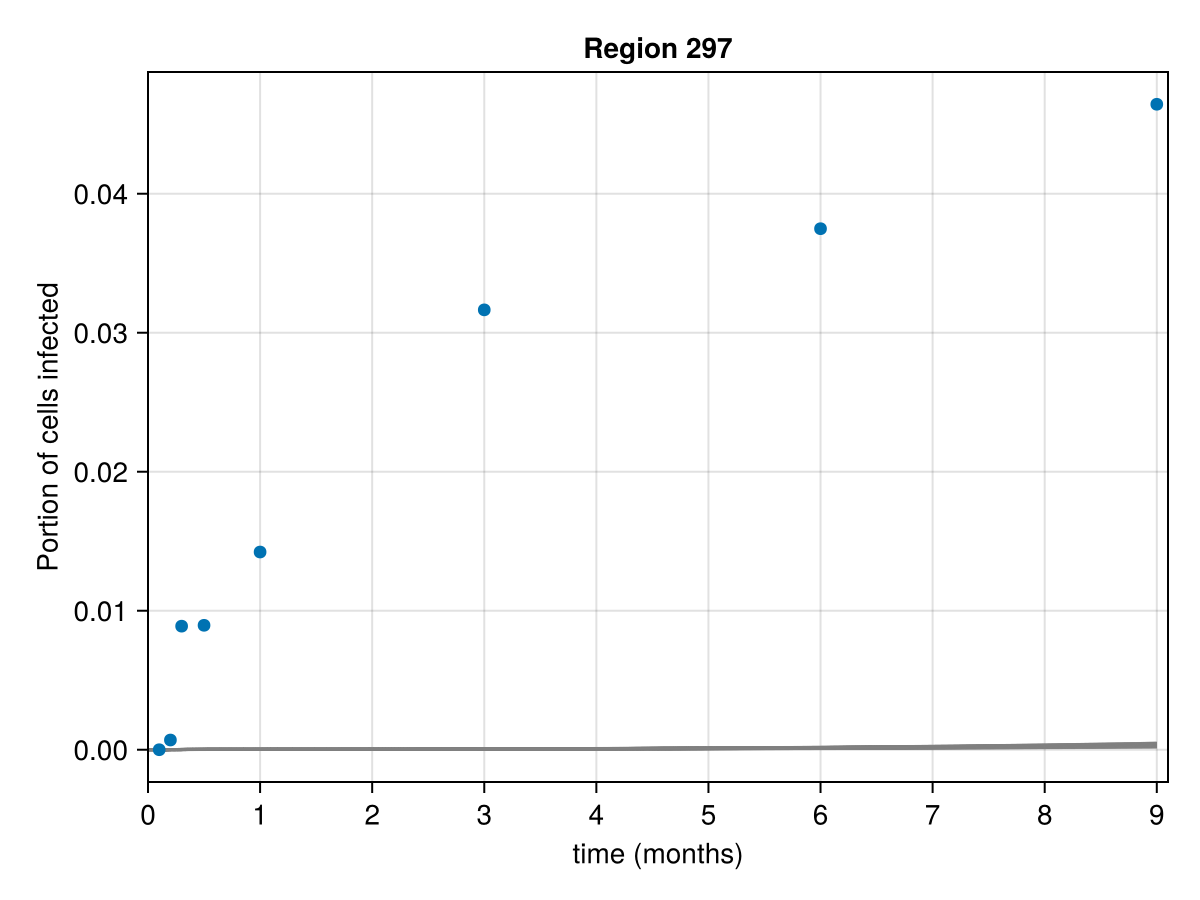 Region 297
Portion of cells infected
0.04
0.03
0.02
0.01
0.00
0 1 2 3 4 5 6 7 8 9
time (months)